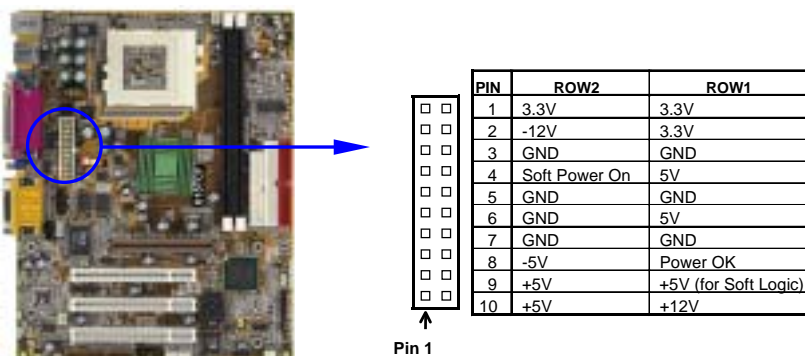 PIN ROW2 ROW1
1 3.3V 3.3V
2 -12V 3.3V
3 GND GND
4 Soft Power On 5V
5 GND GND
6 GND 5V
7 GND GND
8 -5V Power OK
9 +5V +5V (for Soft Logic)
10 +5V +12V
Pin 1